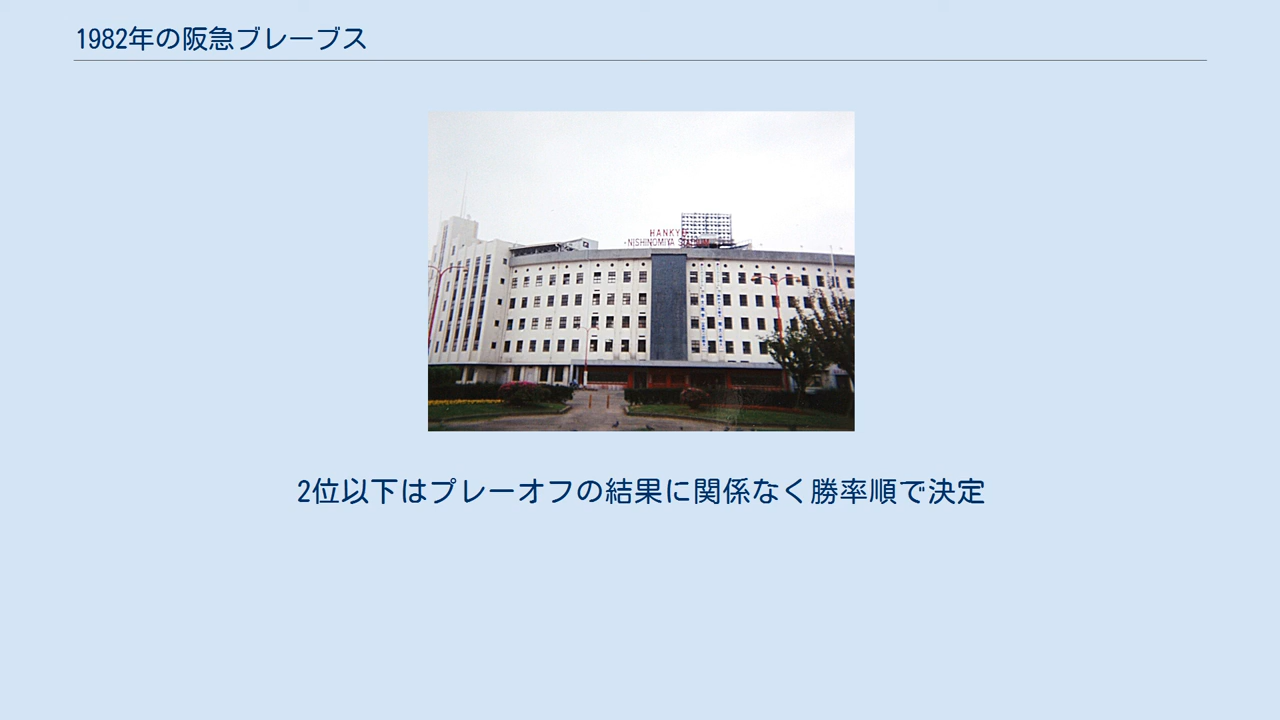 1982年の阪急ブレーブス
HANKYU
NISHINOMIYA STADIUM
2位以下はプレーオフの結果に関係なく勝率順で決定